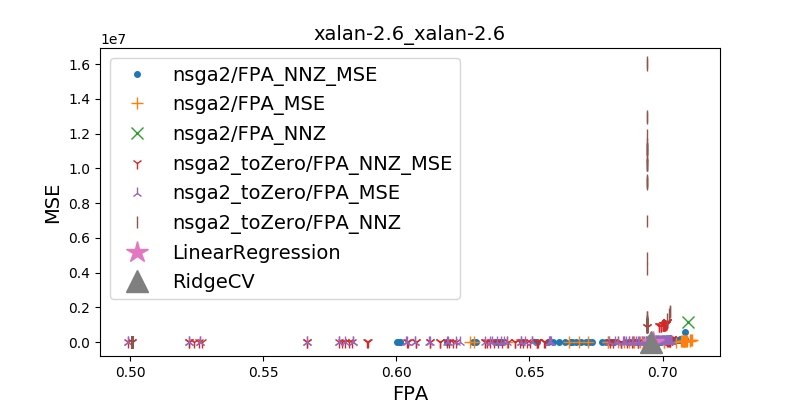 xalan-2.6_xalan-2.6
1e7
MSE
1.6
1.4
1.2
1.0
0.8
0.6
0.4
0.2
0.0
nsga2/FPA_NNZ_MSE
nsga2/FPA_MSE
nsga2/FPA_NNZ
nsga2_toZero/FPA_NNZ_MSE
nsga2_toZero/FPA_MSE
nsga2_toZero/FPA_NNZ
LinearRegression
RidgeCV
0.50 0.55 0.60 0.65 0.70
FPA